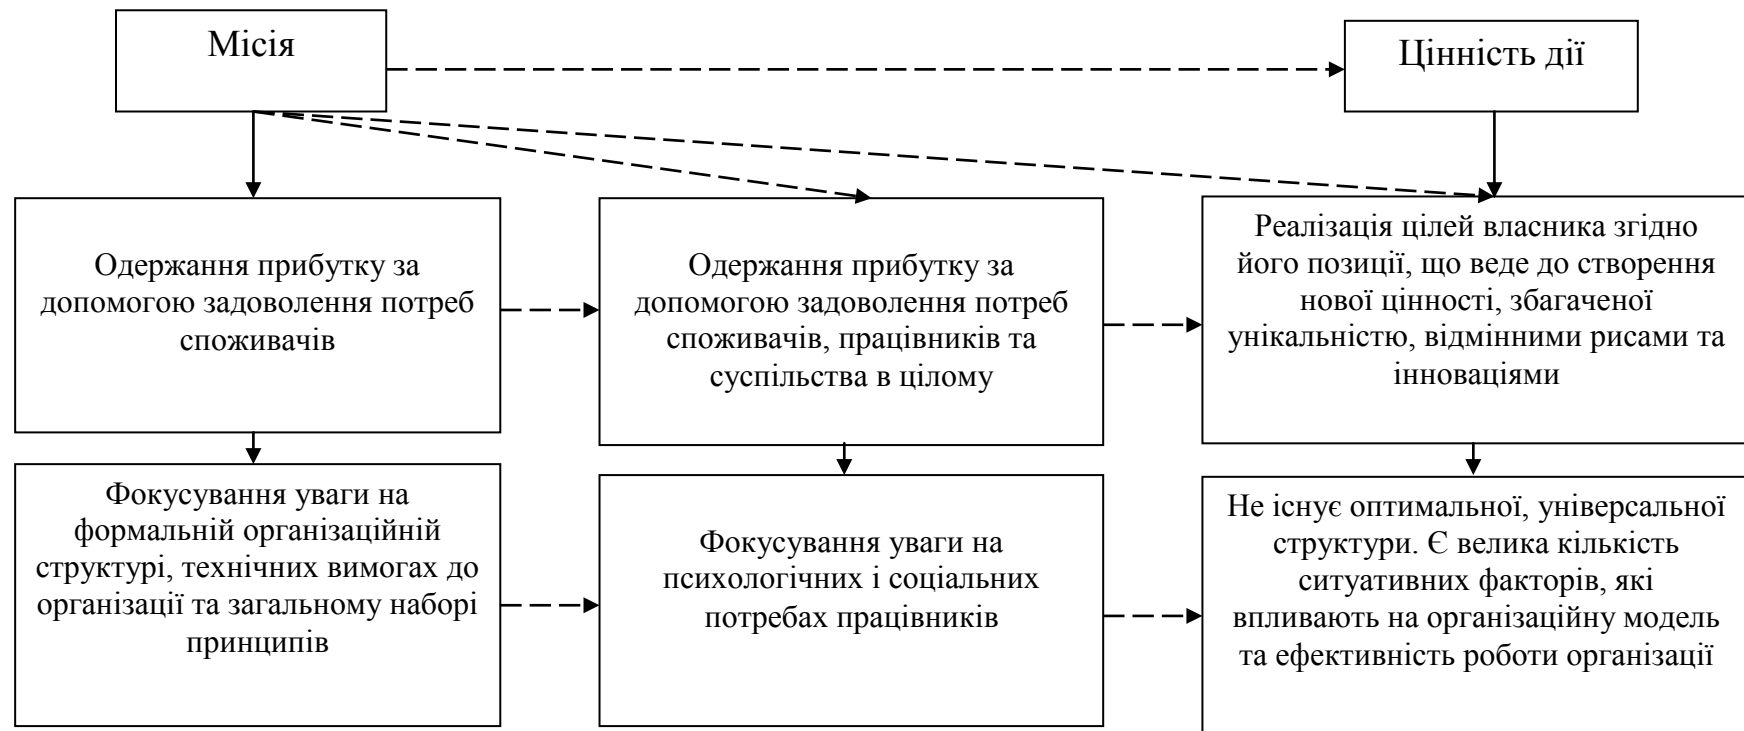 Місія
Цінність дії
Одержання прибутку за
допомогою задоволення потреб
споживачів
Одержання прибутку за
допомогою задоволення потреб
споживачів, працівників та
суспільства в цілому
Реалізація цілей власника згідно
його позиції, що веде до створення
нової цінності, збагаченої
унікальністю, відмінними рисами та
інноваціями
Фокусування уваги на
формальній організаційній
структурі, технічних вимогах до
організації та загальному наборі
принципів
Фокусування уваги на
психологічних і соціальних
потребах працівників
Не існує оптимальної, універсальної
структури. Є велика кількість
ситуативних факторів, які
впливають на організаційну модель
та ефективність роботи організації